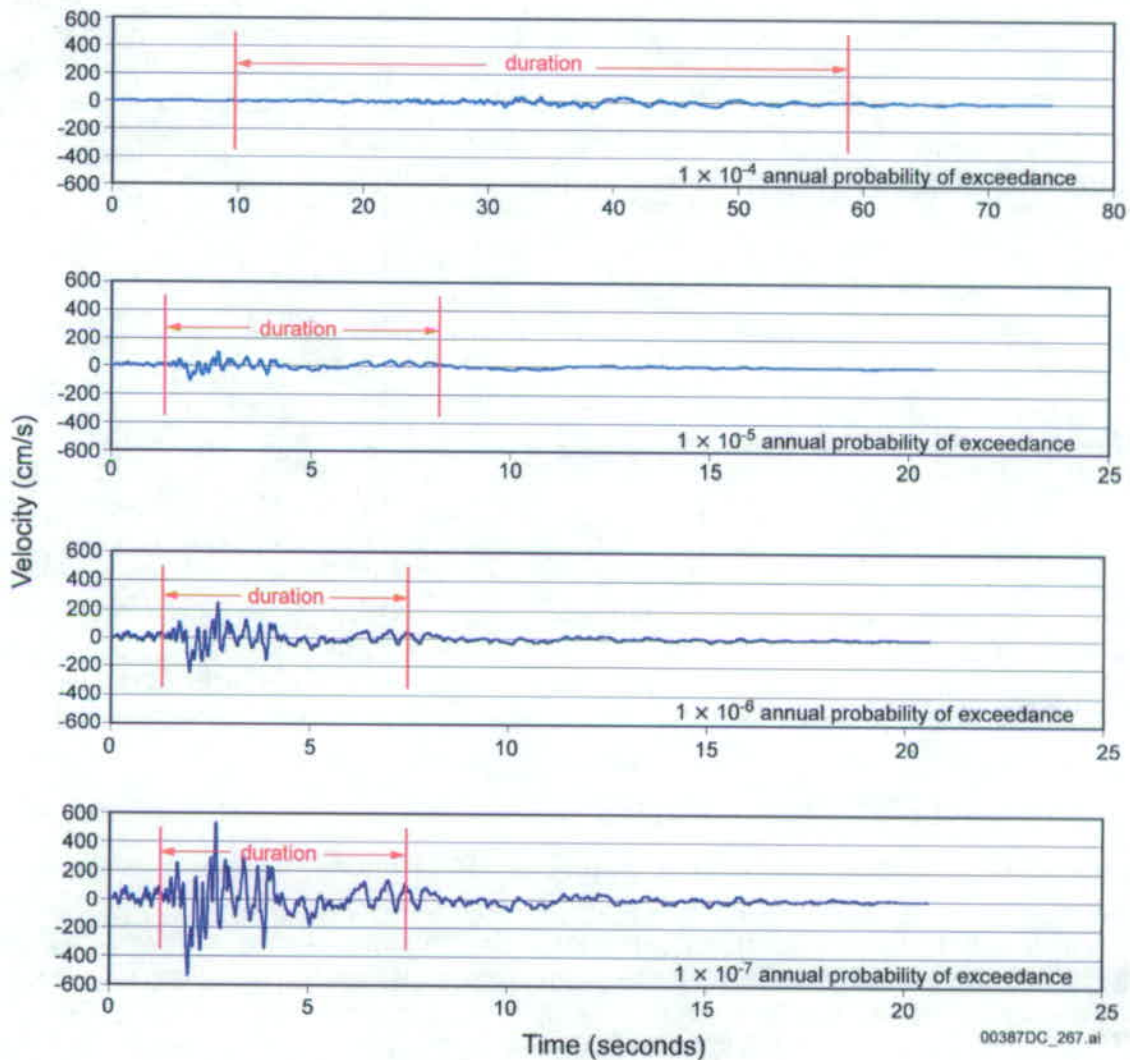 600
400
200
0
-200
-400
-600
duration
1 × 10⁻⁴ annual probability of exceedance
0 10 20 30 40 50 60 70 80
600
400
200
0
-200
-400
-600
duration
1 × 10⁻⁵ annual probability of exceedance
0 5 10 15 20 25
Velocity (cm/s)
600
400
200
0
-200
-400
-600
duration
1 × 10⁻⁶ annual probability of exceedance
0 5 10 15 20 25
600
400
200
0
-200
-400
-600
duration
1 × 10⁻⁷ annual probability of exceedance
0 5 10 15 20 25
Time (seconds)
00387DC_267.ai